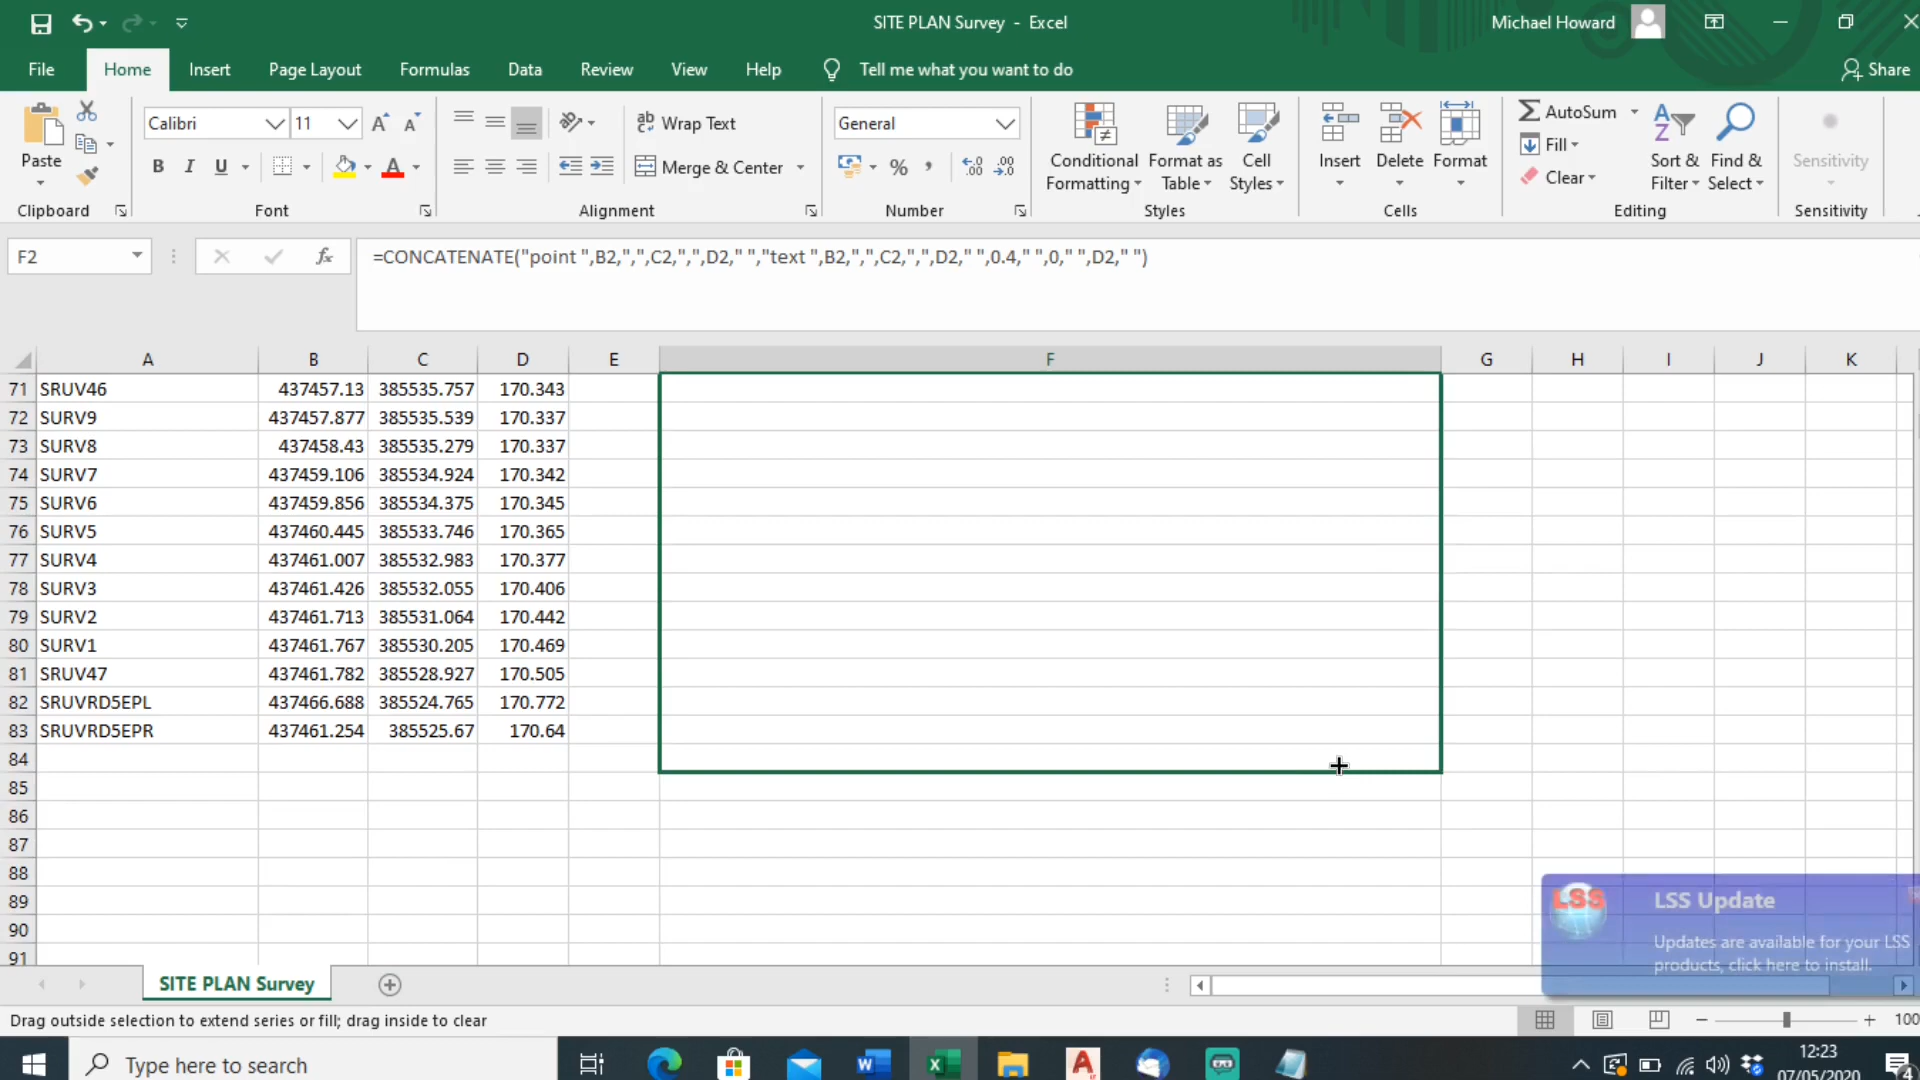 SITE PLAN Survey - Excel
Michael Howard
File Home Insert Page Layout Formulas Data Review View Help Tell me what you want to do Share
Paste
Clipboard
Calibri 11
B I U
Font
Wrap Text
Merge & Center
Alignment
General
Number
Conditional Formatting
Format as Table
Cell Styles
Styles
Insert
Delete
Format
Cells
AutoSum
Fill
Clear
Sort & Filter
Find & Select
Editing
Sensitivity
Sensitivity
F2
fx
=CONCATENATE("point ",B2,",",C2,",",D2," ","text ",B2,",",C2,",",D2," ",0.4," ",0," ",D2," ")
A B C D E F G H I J K
71 SRUV46 437457.13 385535.757 170.343
72 SURV9 437457.877 385535.539 170.337
73 SURV8 437458.43 385535.279 170.337
74 SURV7 437459.106 385534.924 170.342
75 SURV6 437459.856 385534.375 170.345
76 SURV5 437460.445 385533.746 170.365
77 SURV4 437461.007 385532.983 170.377
78 SURV3 437461.426 385532.055 170.406
79 SURV2 437461.713 385531.064 170.442
80 SURV1 437461.767 385530.205 170.469
81 SRUV47 437461.782 385528.927 170.505
82 SRUVRD5EPL 437466.688 385524.765 170.772
83 SRUVRD5EPR 437461.254 385525.67 170.64
84
85
86
87
88
89
90
91
LSS
LSS Update
Updates are available for your LSS
products, click here to install.
SITE PLAN Survey
Drag outside selection to extend series or fill; drag inside to clear
100
Type here to search
12:23
07/05/2020
4